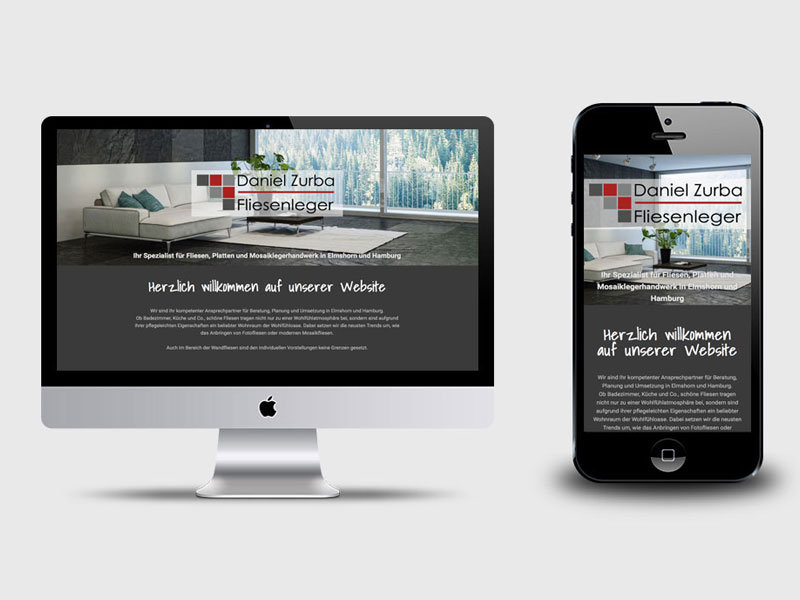 Daniel Zurba
Fliesenleger
Ihr Spezialist für Fliesen, Platten und Mosaiklegerhandwerk in Elmshorn und Hamburg
Herzlich willkommen auf unserer Website
Wir sind Ihr kompetenter Ansprechpartner für Beratung, Planung und Umsetzung in Elmshorn und Hamburg.
Ob Badezimmer, Küche und Co., schöne Fliesen tragen nicht nur zu einer Wohlfühlatmosphäre bei, sondern sind aufgrund
ihrer pflegeleichten Eigenschaften ein beliebter Wohnraum der Wohlfühloase. Dabei setzen wir die neusten Trends um, wie
das Anbringen von Fotofliesen oder modernen Mosaikfliesen.
Auch im Bereich der Wandfliesen sind den individuellen Vorstellungen keine Grenzen gesetzt.
Daniel Zurba
Fliesenleger
Ihr Spezialist für Fliesen, Platten und
Mosaiklegerhandwerk in Elmshorn und
Hamburg
Herzlich willkommen
auf unserer Website
Wir sind Ihr kompetenter Ansprechpartner für Beratung,
Planung und Umsetzung in Elmshorn und Hamburg.
Ob Badezimmer, Küche und Co., schöne Fliesen tragen
nicht nur zu einer Wohlfühlatmosphäre bei, sondern sind
aufgrund ihrer pflegeleichten Eigenschaften ein beliebter
Wohnraum der Wohlfühloase. Dabei setzen wir die neusten
Trends um, wie das Anbringen von Fotofliesen oder